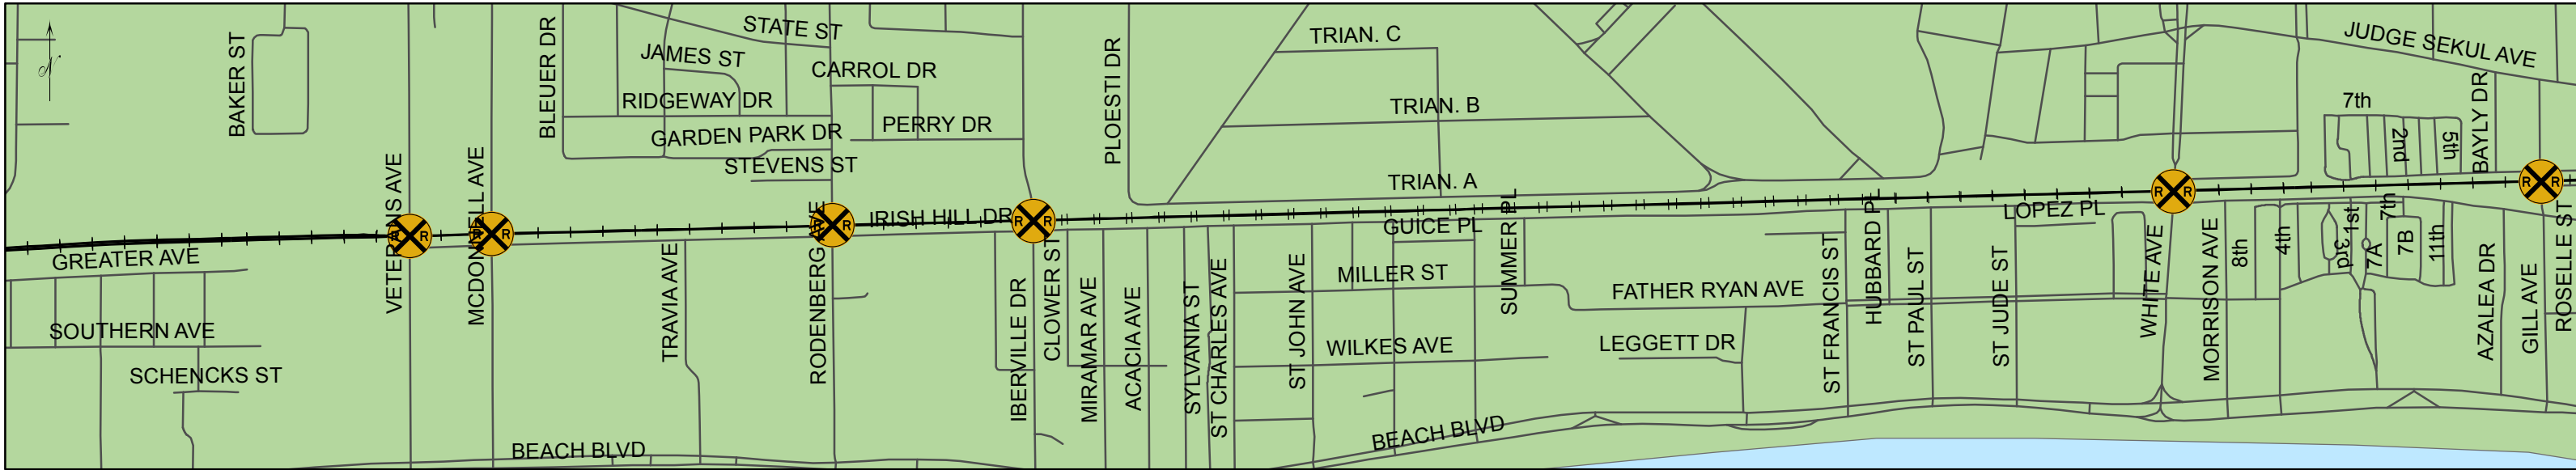 N
BAKER ST
BLEUER DR
STATE ST
JAMES ST
CARROL DR
RIDGEWAY DR
GARDEN PARK DR
PERRY DR
STEVENS ST
PLOESTI DR
TRIAN. C
TRIAN. B
TRIAN. A
JUDGE SEKUL AVE
7th
2nd
5th
BAYLY DR
VETERANS AVE
R R
MCDONNELL AVE
R R
RODENBERG AVE
R R
IRISH HILL DR
R R
GUICE PL
SUMMER PL
HUBBARD PL
LOPEZ PL
R R
R R
GREATER AVE
SOUTHERN AVE
SCHENCKS ST
TRAVIA AVE
BEACH BLVD
IBERVILLE DR
CLOWER ST
MIRAMAR AVE
ACACIA AVE
SYLVANIA ST
ST CHARLES AVE
ST JOHN AVE
MILLER ST
WILKES AVE
BEACH BLVD
FATHER RYAN AVE
LEGGETT DR
ST FRANCIS ST
ST PAUL ST
ST JUDE ST
WHITE AVE
MORRISON AVE
8th
4th
3rd
1st
7th
7A
7B
11th
AZALEA DR
GILL AVE
ROSELLE ST